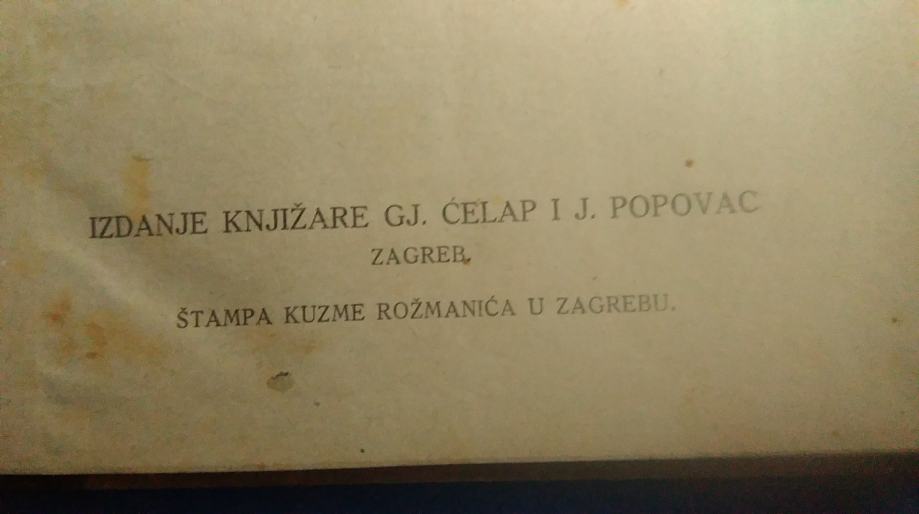 IZDANJE KNJIŽARE GJ. ĆELAP I J. POPOVAC
ZAGREB.
ŠTAMPA KUZME ROŽMANIĆA U ZAGREBU.